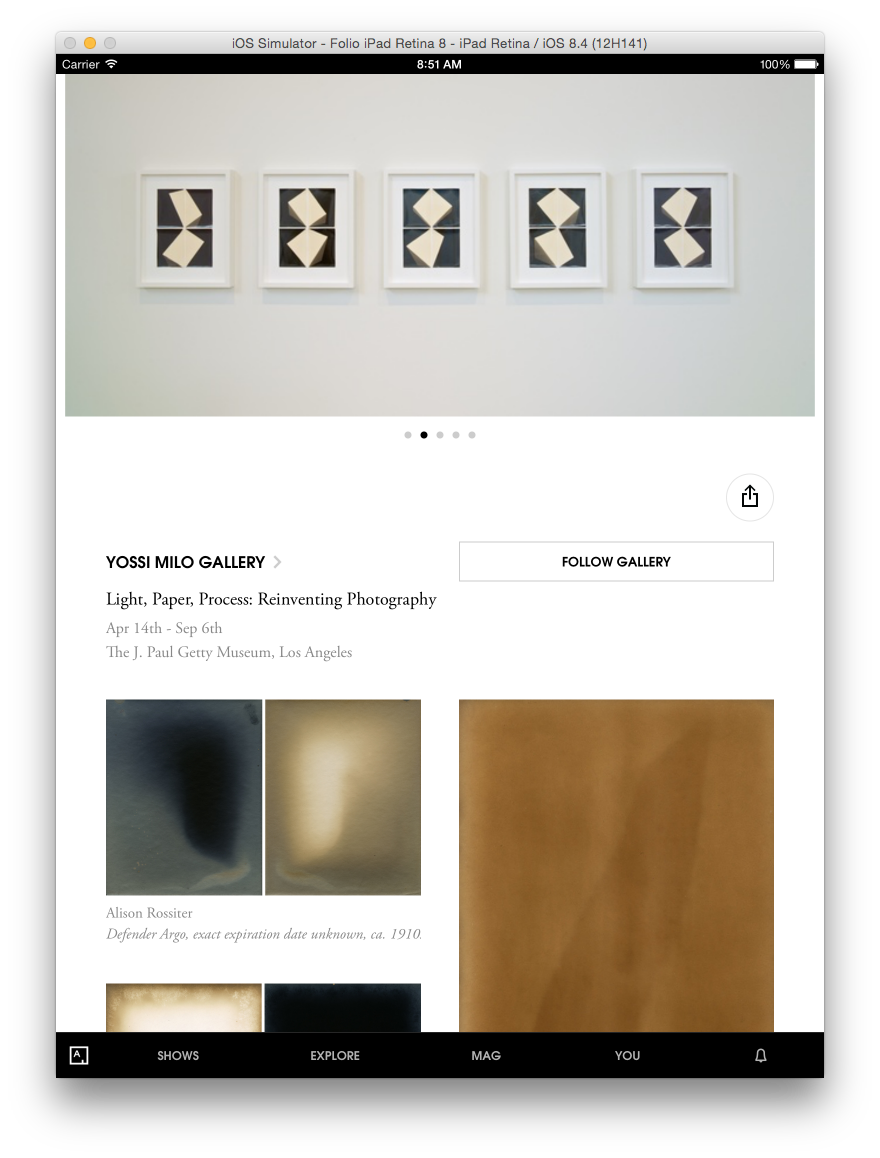 iOS Simulator - Folio iPad Retina 8 - iPad Retina / iOS 8.4 (12H141)
Carrier 8:51 AM 100%
YOSSI MILO GALLERY
FOLLOW GALLERY
Light, Paper, Process: Reinventing Photography
Apr 14th - Sep 6th
The J. Paul Getty Museum, Los Angeles
Alison Rossiter
Defender Argo, exact expiration date unknown, ca. 1910.
A SHOWS EXPLORE MAG YOU